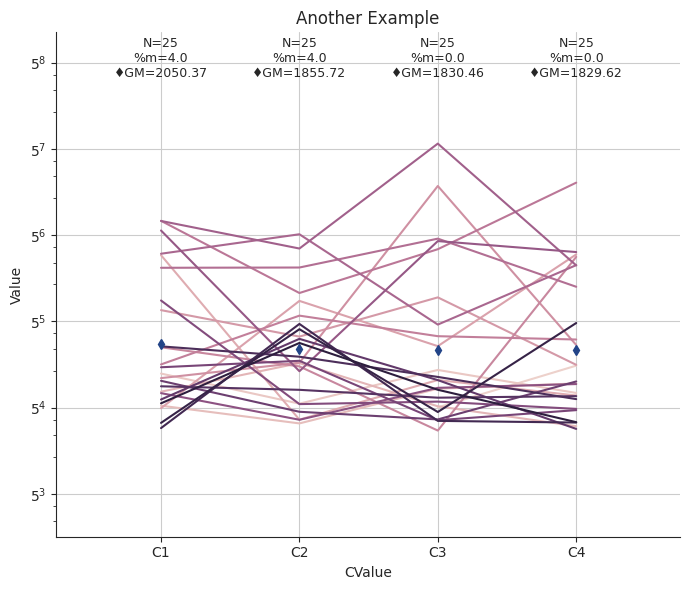 Another Example
N=25 N=25 N=25 N=25
%m=4.0 %m=4.0 %m=0.0 %m=0.0
♦GM=2050.37 ♦GM=1855.72 ♦GM=1830.46 ♦GM=1829.62
5⁸
5⁷
5⁶
5⁵
5⁴
5³
Value
C1 C2 C3 C4
CValue